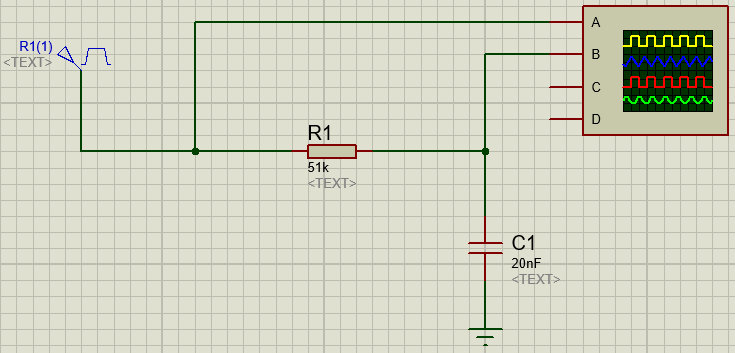 R1(1)
<TEXT>
R1
51k
<TEXT>
A
B
C
D
C1
20nF
<TEXT>